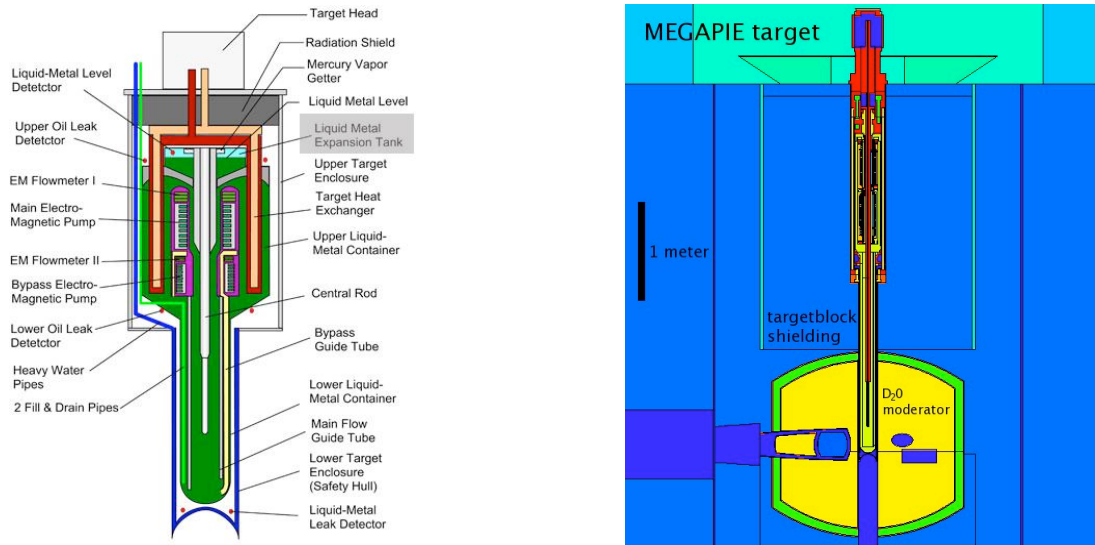 Target Head
Radiation Shield
Mercury Vapor
Getter
Liquid Metal Level
Liquid Metal
Expansion Tank
Upper Target
Enclosure
Target Heat
Exchanger
Upper Liquid-
Metal Container
Central Rod
Bypass
Guide Tube
Lower Liquid-
Metal Container
Main Flow
Guide Tube
Lower Target
Enclosure
(Safety Hull)
Liquid-Metal
Leak Detector
Liquid-Metal Level
Detetctor
Upper Oil Leak
Detetctor
EM Flowmeter I
Main Electro-
Magnetic Pump
EM Flowmeter II
Bypass Electro-
Magnetic Pump
Lower Oil Leak
Detector
Heavy Water
Pipes
2 Fill & Drain Pipes
MEGAPIE target
1 meter
targetblock
shielding
D₂0
moderator